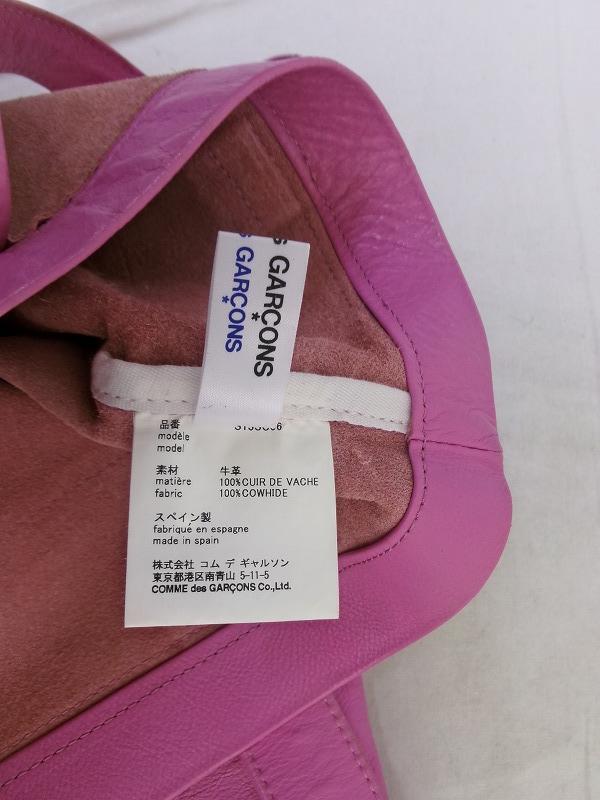 S GARÇONS
S GARÇONS
品番
modèle
model
素材 牛革
matière 100%CUIR DE VACHE
fabric 100%COWHIDE
スペイン製
fabriqué en espagne
made in spain
株式会社 コム デ ギャルソン
東京都港区南青山 5-11-5
COMME des GARÇONS Co.,Ltd.